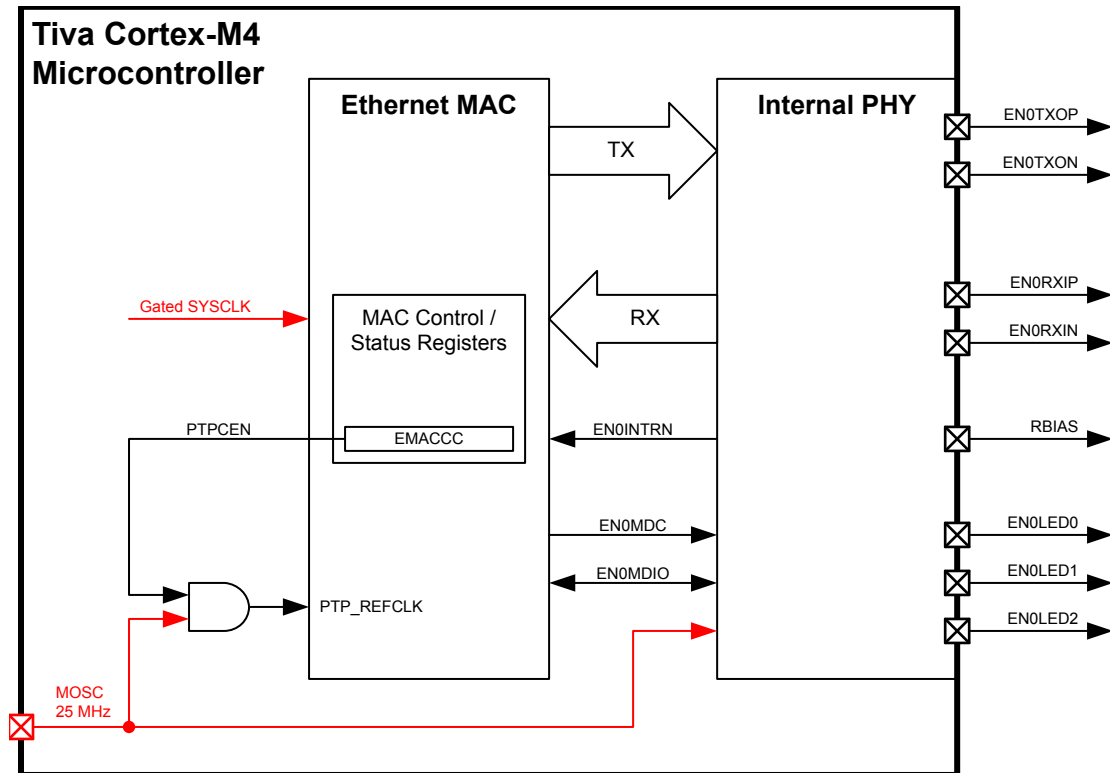 Tiva Cortex-M4
Microcontroller
Ethernet MAC
Internal PHY
EN0TXOP
TX
EN0TXON
EN0RXIP
Gated SYSCLK
MAC Control /
Status Registers
RX
EN0RXIN
PTPCEN
EMACCC
EN0INTRN
RBIAS
EN0MDC
EN0LED0
EN0MDIO
EN0LED1
PTP_REFCLK
EN0LED2
MOSC
25 MHz